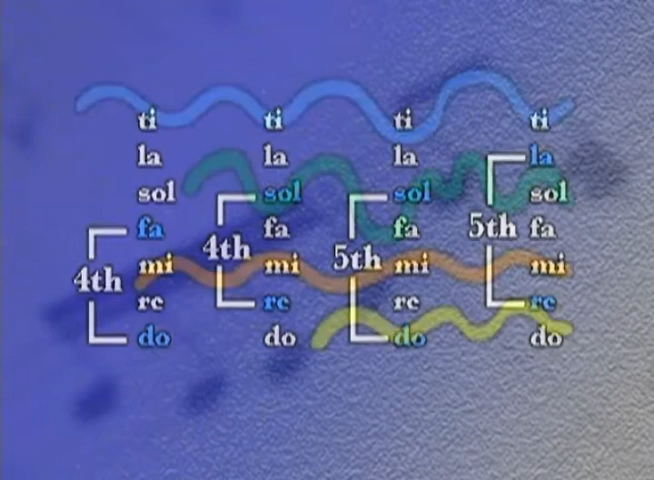 ti ti ti ti
la la la la
sol sol sol sol
fa fa fa 5th fa
4th 5th
mi mi mi mi
4th
re re re re
do do do do